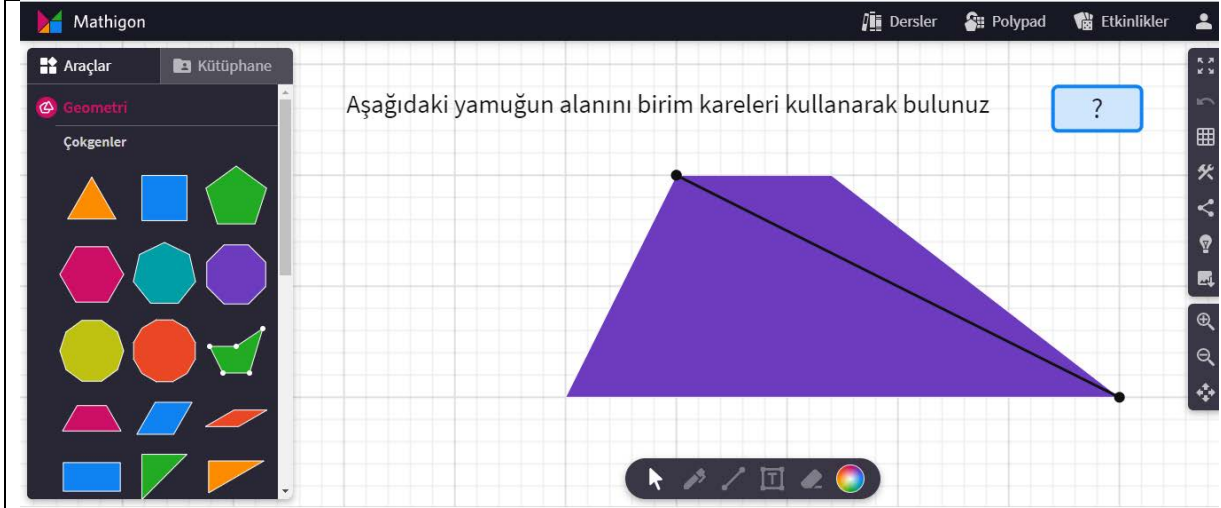 Mathigon
Dersler
Polypad
Etkinlikler
Araçlar
Kütüphane
Geometri
Çokgenler
Aşağıdaki yamuğun alanını birim kareleri kullanarak bulunuz
?
T